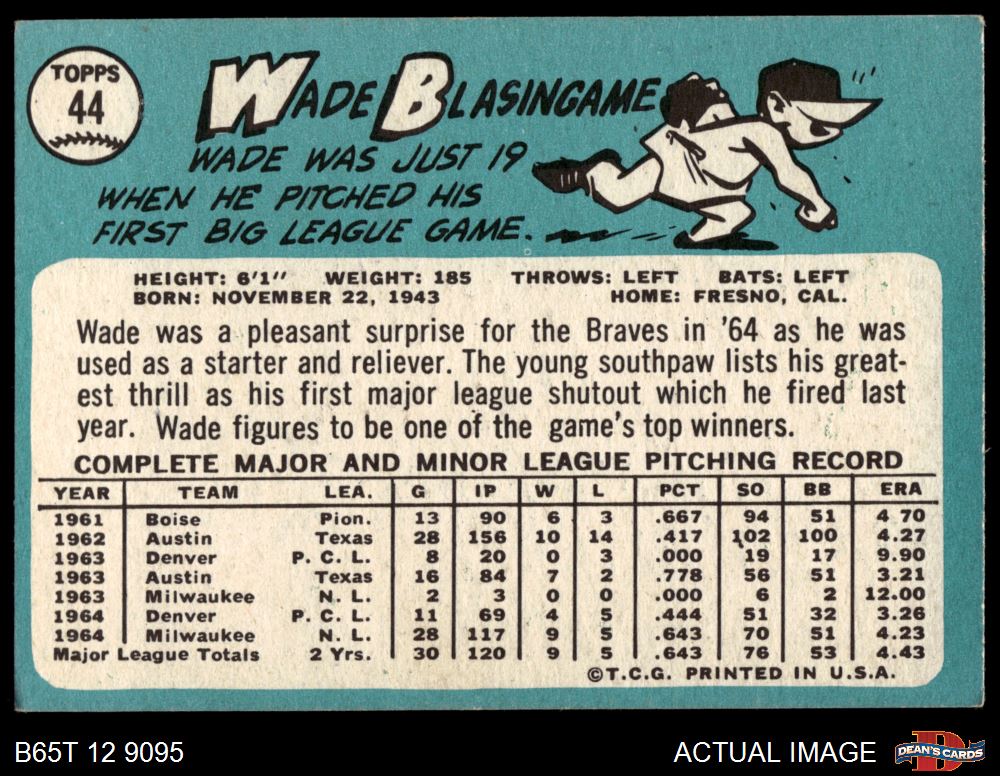 TOPPS
44
WADE BLASINGAME
WADE WAS JUST 19
WHEN HE PITCHED HIS
FIRST BIG LEAGUE GAME.
HEIGHT: 6'1" WEIGHT: 185 THROWS: LEFT BATS: LEFT
BORN: NOVEMBER 22, 1943 HOME: FRESNO, CAL.
Wade was a pleasant surprise for the Braves in '64 as he was
used as a starter and reliever. The young southpaw lists his great-
est thrill as his first major league shutout which he fired last
year. Wade figures to be one of the game's top winners.
COMPLETE MAJOR AND MINOR LEAGUE PITCHING RECORD
YEAR TEAM LEA. G IP W L PCT SO BB ERA
1961 Boise Pion. 13 90 6 3 .667 94 51 4 70
1962 Austin Texas 28 156 10 14 .417 102 100 4.27
1963 Denver P. C. L. 8 20 0 3 .000 19 17 9.90
1963 Austin Texas 16 84 7 2 .778 56 51 3.21
1963 Milwaukee N. L. 2 3 0 0 .000 6 2 12.00
1964 Denver P. C. L. 11 69 4 5 .444 51 32 3.26
1964 Milwaukee N. L. 28 117 9 5 .643 70 51 4.23
Major League Totals 2 Yrs. 30 120 9 5 .643 76 53 4.43
©T.C.G. PRINTED IN U.S.A.
B65T 12 9095 ACTUAL IMAGE DEAN'S CARDS